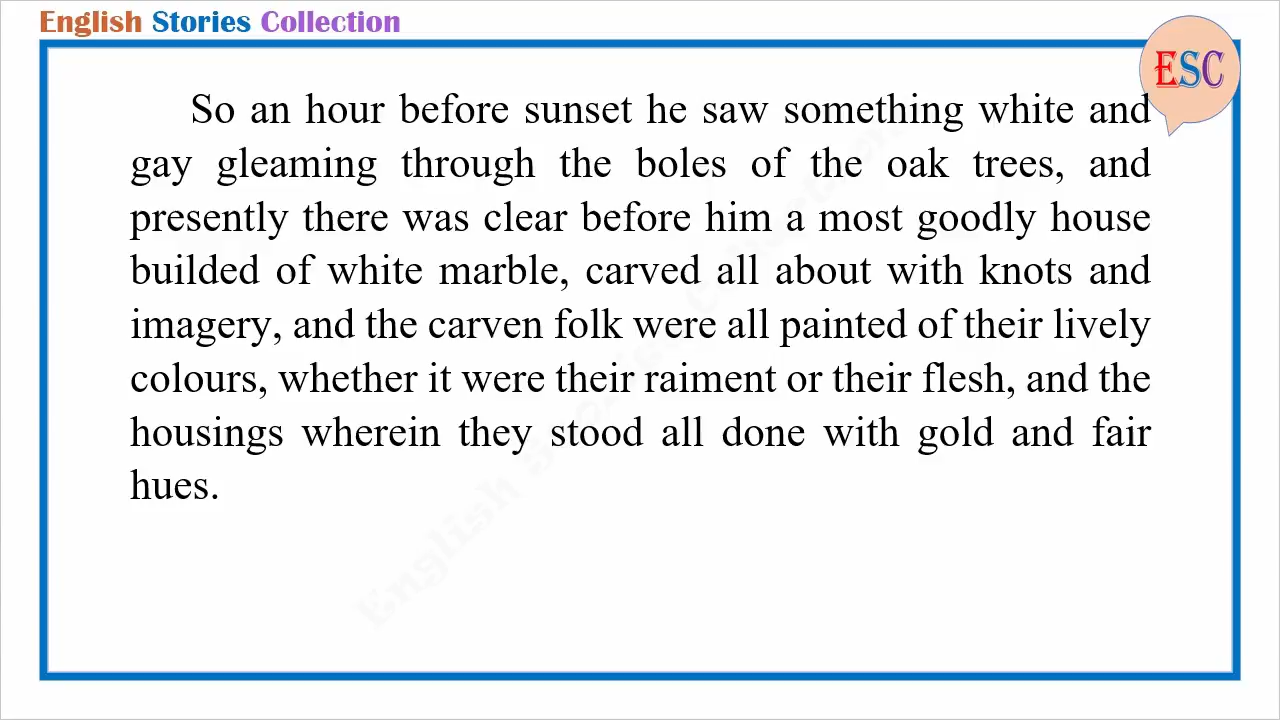 English Stories Collection
ESC
So an hour before sunset he saw something white and
gay gleaming through the boles of the oak trees, and
presently there was clear before him a most goodly house
builded of white marble, carved all about with knots and
imagery, and the carven folk were all painted of their lively
colours, whether it were their raiment or their flesh, and the
housings wherein they stood all done with gold and fair
hues.